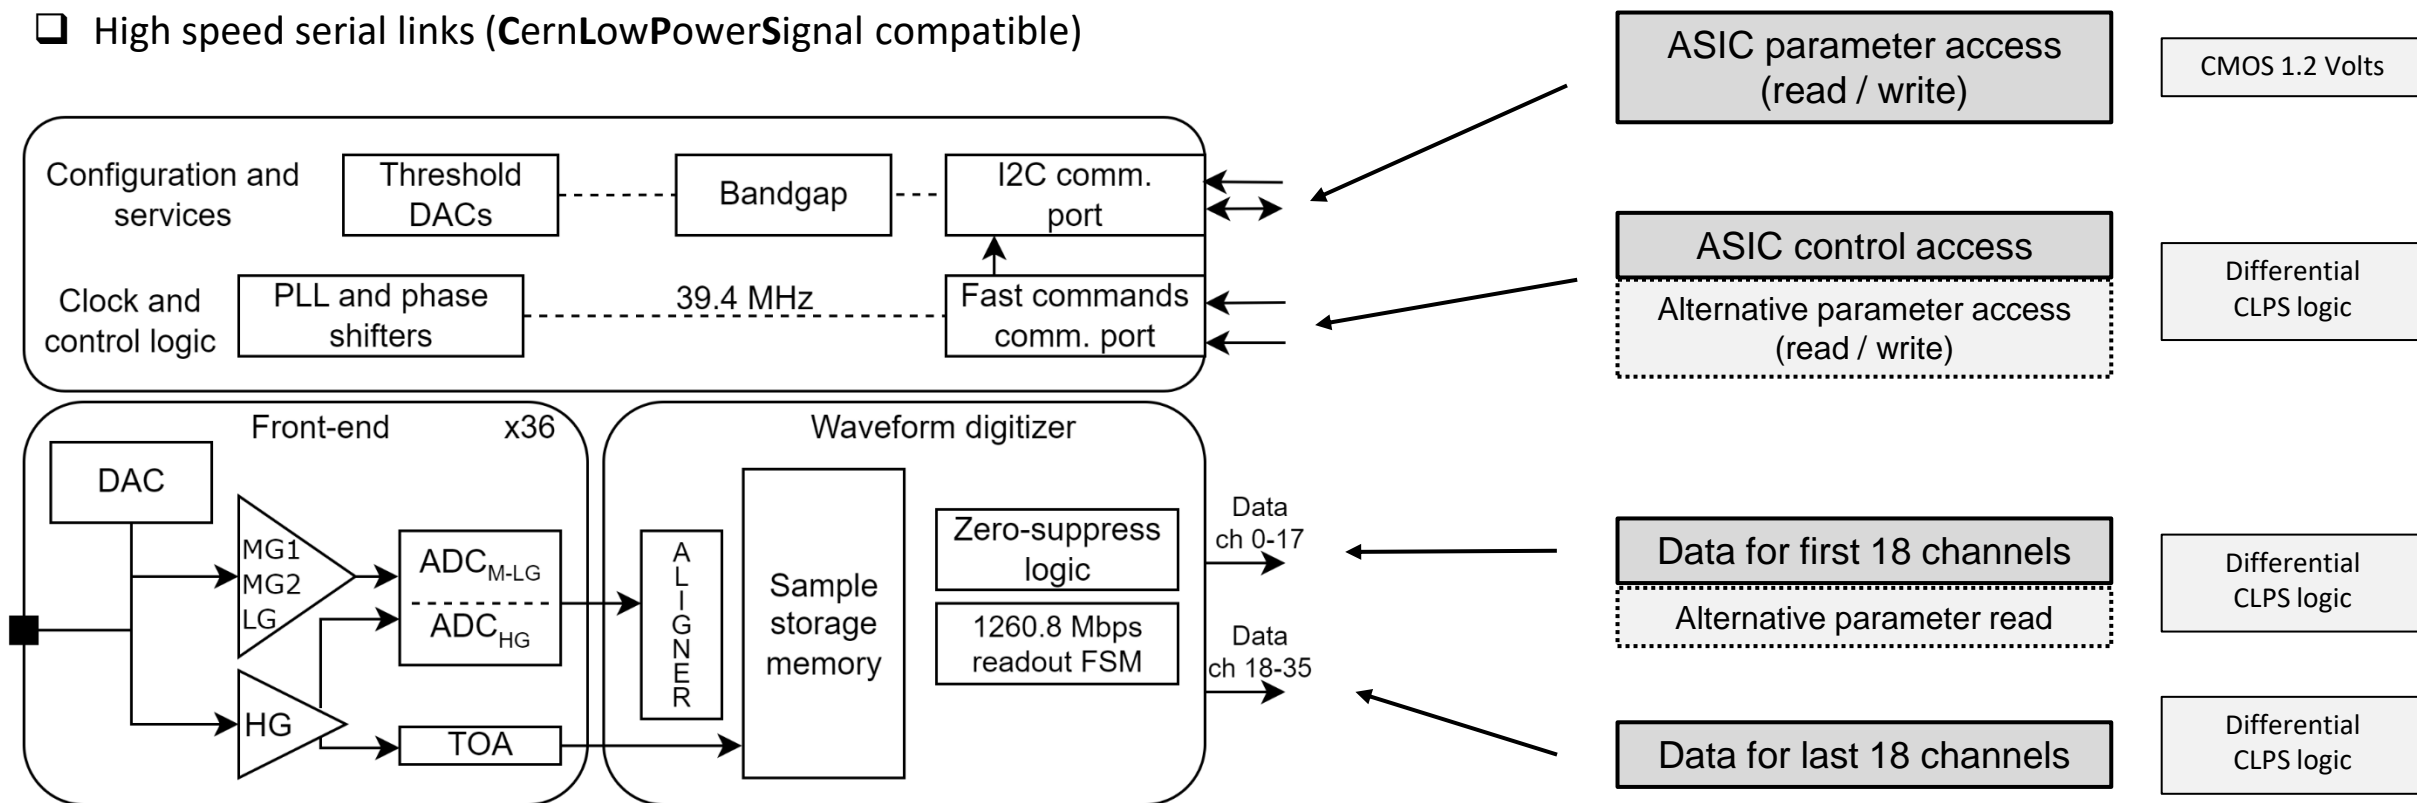 ❑ High speed serial links (CernLowPowerSignal compatible)
ASIC parameter access
(read / write)
CMOS 1.2 Volts
Configuration and
services
Threshold
DACs
Bandgap
I2C comm.
port
ASIC control access
Alternative parameter access
(read / write)
Differential
CLPS logic
Clock and
control logic
PLL and phase
shifters
39.4 MHz
Fast commands
comm. port
Front-end
x36
DAC
MG1
MG2
LG
HG
ADC M-LG
ADC HG
TOA
Waveform digitizer
A
L
I
G
N
E
R
Sample
storage
memory
Zero-suppress
logic
1260.8 Mbps
readout FSM
Data
ch 0-17
Data
ch 18-35
Data for first 18 channels
Alternative parameter read
Differential
CLPS logic
Data for last 18 channels
Differential
CLPS logic